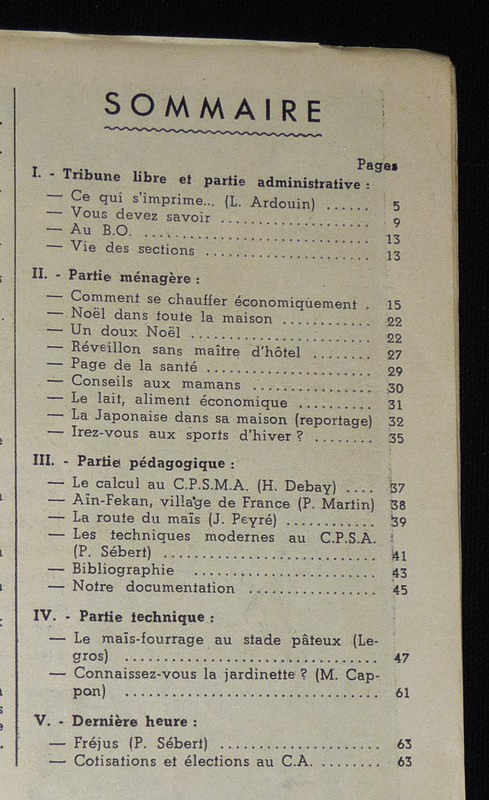 SOMMAIRE
Pages
I. - Tribune libre et partie administrative :
— Ce qui s'imprime... (L. Ardouin) ...... 5
— Vous devez savoir .................. 9
— Au B.O. .......................... 13
— Vie des sections .................... 13
II. - Partie ménagère :
— Comment se chauffer économiquement . 15
— Noël dans toute la maison ............ 22
— Un doux Noël ...................... 22
— Réveillon sans maître d'hôtel ........ 27
— Page de la santé .................... 29
— Conseils aux mamans .............. 30
— Le lait, aliment économique .......... 31
— La Japonaise dans sa maison (reportage) 32
— Irez-vous aux sports d'hiver ? ........ 35
III. - Partie pédagogique :
— Le calcul au C.P.S.M.A. (H. Debay) .... 37
— Aïn-Fekan, village de France (P. Martin) 38
— La route du maïs (J. Peyré) ............ 39
— Les techniques modernes au C.P.S.A.
(P. Sébert) ........................ 41
— Bibliographie .................... 43
— Notre documentation .............. 45
IV. - Partie technique :
— Le maïs-fourrage au stade pâteux (Le-
gros) ............................ 47
— Connaissez-vous la jardinette ? (M. Cap-
pon) ............................ 61
V. - Dernière heure :
— Fréjus (P. Sébert) .................. 63
— Cotisations et élections au C.A. ........ 63